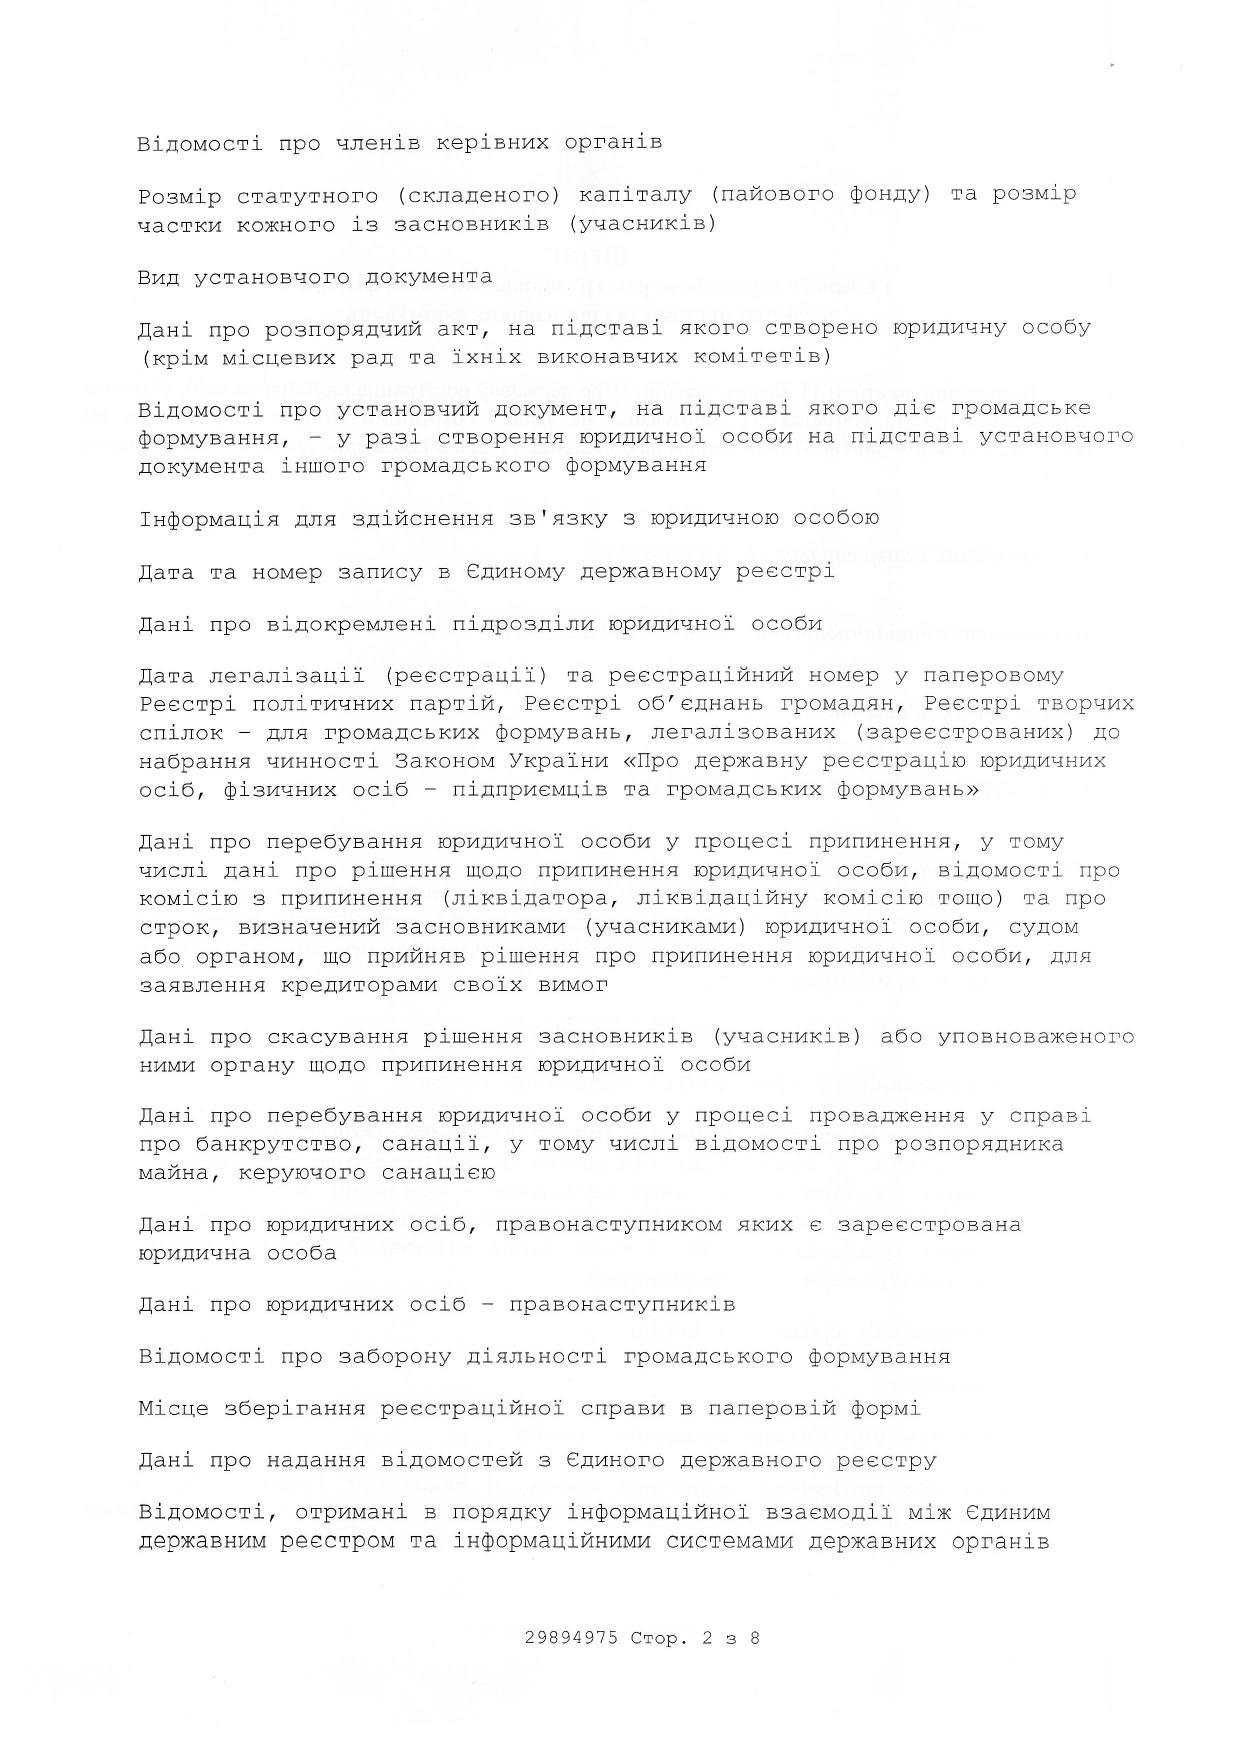 Відомості про членів керівних органів
Розмір статутного (складеного) капіталу (пайового фонду) та розмір
частки кожного із засновників (учасників)
Вид установчого документа
Дані про розпорядчий акт, на підставі якого створено юридичну особу
(крім місцевих рад та їхніх виконавчих комітетів)
Відомості про установчий документ, на підставі якого діє громадське
формування, – у разі створення юридичної особи на підставі установчого
документа іншого громадського формування
Інформація для здійснення зв'язку з юридичною особою
Дата та номер запису в Єдиному державному реєстрі
Дані про відокремлені підрозділи юридичної особи
Дата легалізації (реєстрації) та реєстраційний номер у паперовому
Реєстрі політичних партій, Реєстрі об’єднань громадян, Реєстрі творчих
спілок – для громадських формувань, легалізованих (зареєстрованих) до
набрання чинності Законом України «Про державну реєстрацію юридичних
осіб, фізичних осіб – підприємців та громадських формувань»
Дані про перебування юридичної особи у процесі припинення, у тому
числі дані про рішення щодо припинення юридичної особи, відомості про
комісію з припинення (ліквідатора, ліквідаційну комісію тощо) та про
строк, визначений засновниками (учасниками) юридичної особи, судом
або органом, що прийняв рішення про припинення юридичної особи, для
заявлення кредиторами своїх вимог
Дані про скасування рішення засновників (учасників) або уповноваженого
ними органу щодо припинення юридичної особи
Дані про перебування юридичної особи у процесі провадження у справі
про банкрутство, санації, у тому числі відомості про розпорядника
майна, керуючого санацією
Дані про юридичних осіб, правонаступником яких є зареєстрована
юридична особа
Дані про юридичних осіб – правонаступників
Відомості про заборону діяльності громадського формування
Місце зберігання реєстраційної справи в паперовій формі
Дані про надання відомостей з Єдиного державного реєстру
Відомості, отримані в порядку інформаційної взаємодії між Єдиним
державним реєстром та інформаційними системами державних органів
29894975 Стор. 2 з 8